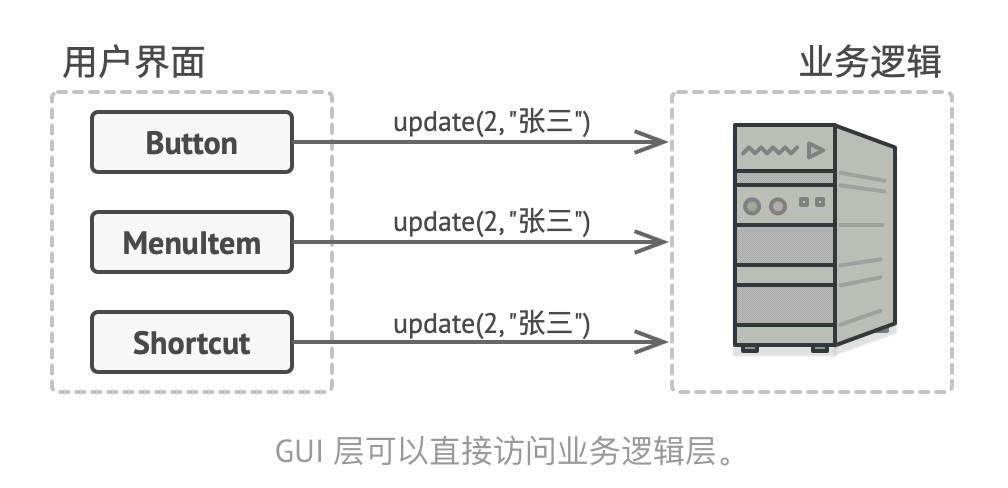 用户界面
业务逻辑
Button
update(2, "张三")
MenuItem
update(2, "张三")
Shortcut
update(2, "张三")
GUI 层可以直接访问业务逻辑层。